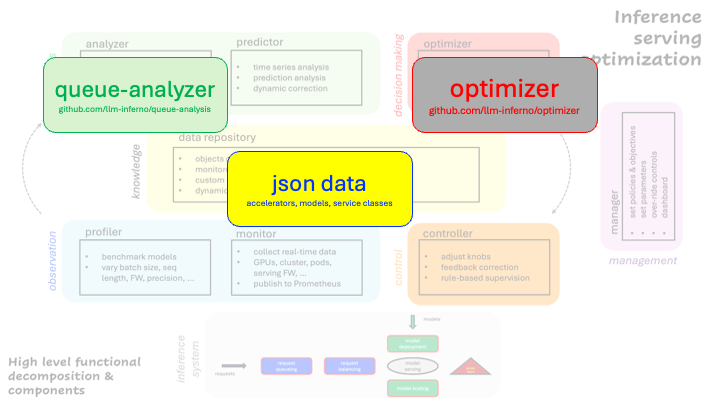 Inference
serving
optimization
analyzer
predictor
time series analysis
prediction analysis
dynamic correction
decision making
optimizer
queue-analyzer
github.com/llm-inferno/queue-analysis
optimizer
github.com/llm-inferno/optimizer
knowledge
data repository
objects
monitor
custom
dynamic
json data
accelerators, models, service classes
manager
set policies & objectives
set parameters
over-ride controls
dashboard
management
observation
profiler
benchmark models
vary batch size, seq
length, FW, precision, ...
monitor
collect real-time data
GPUs, cluster, pods,
serving FW, ...
publish to Prometheus
control
controller
adjust knobs
feedback correction
rule-based supervision
inference
system
requests
request
queueing
request
balancing
models
model
deployment
model
serving
model scaling
High level functional
decomposition &
components